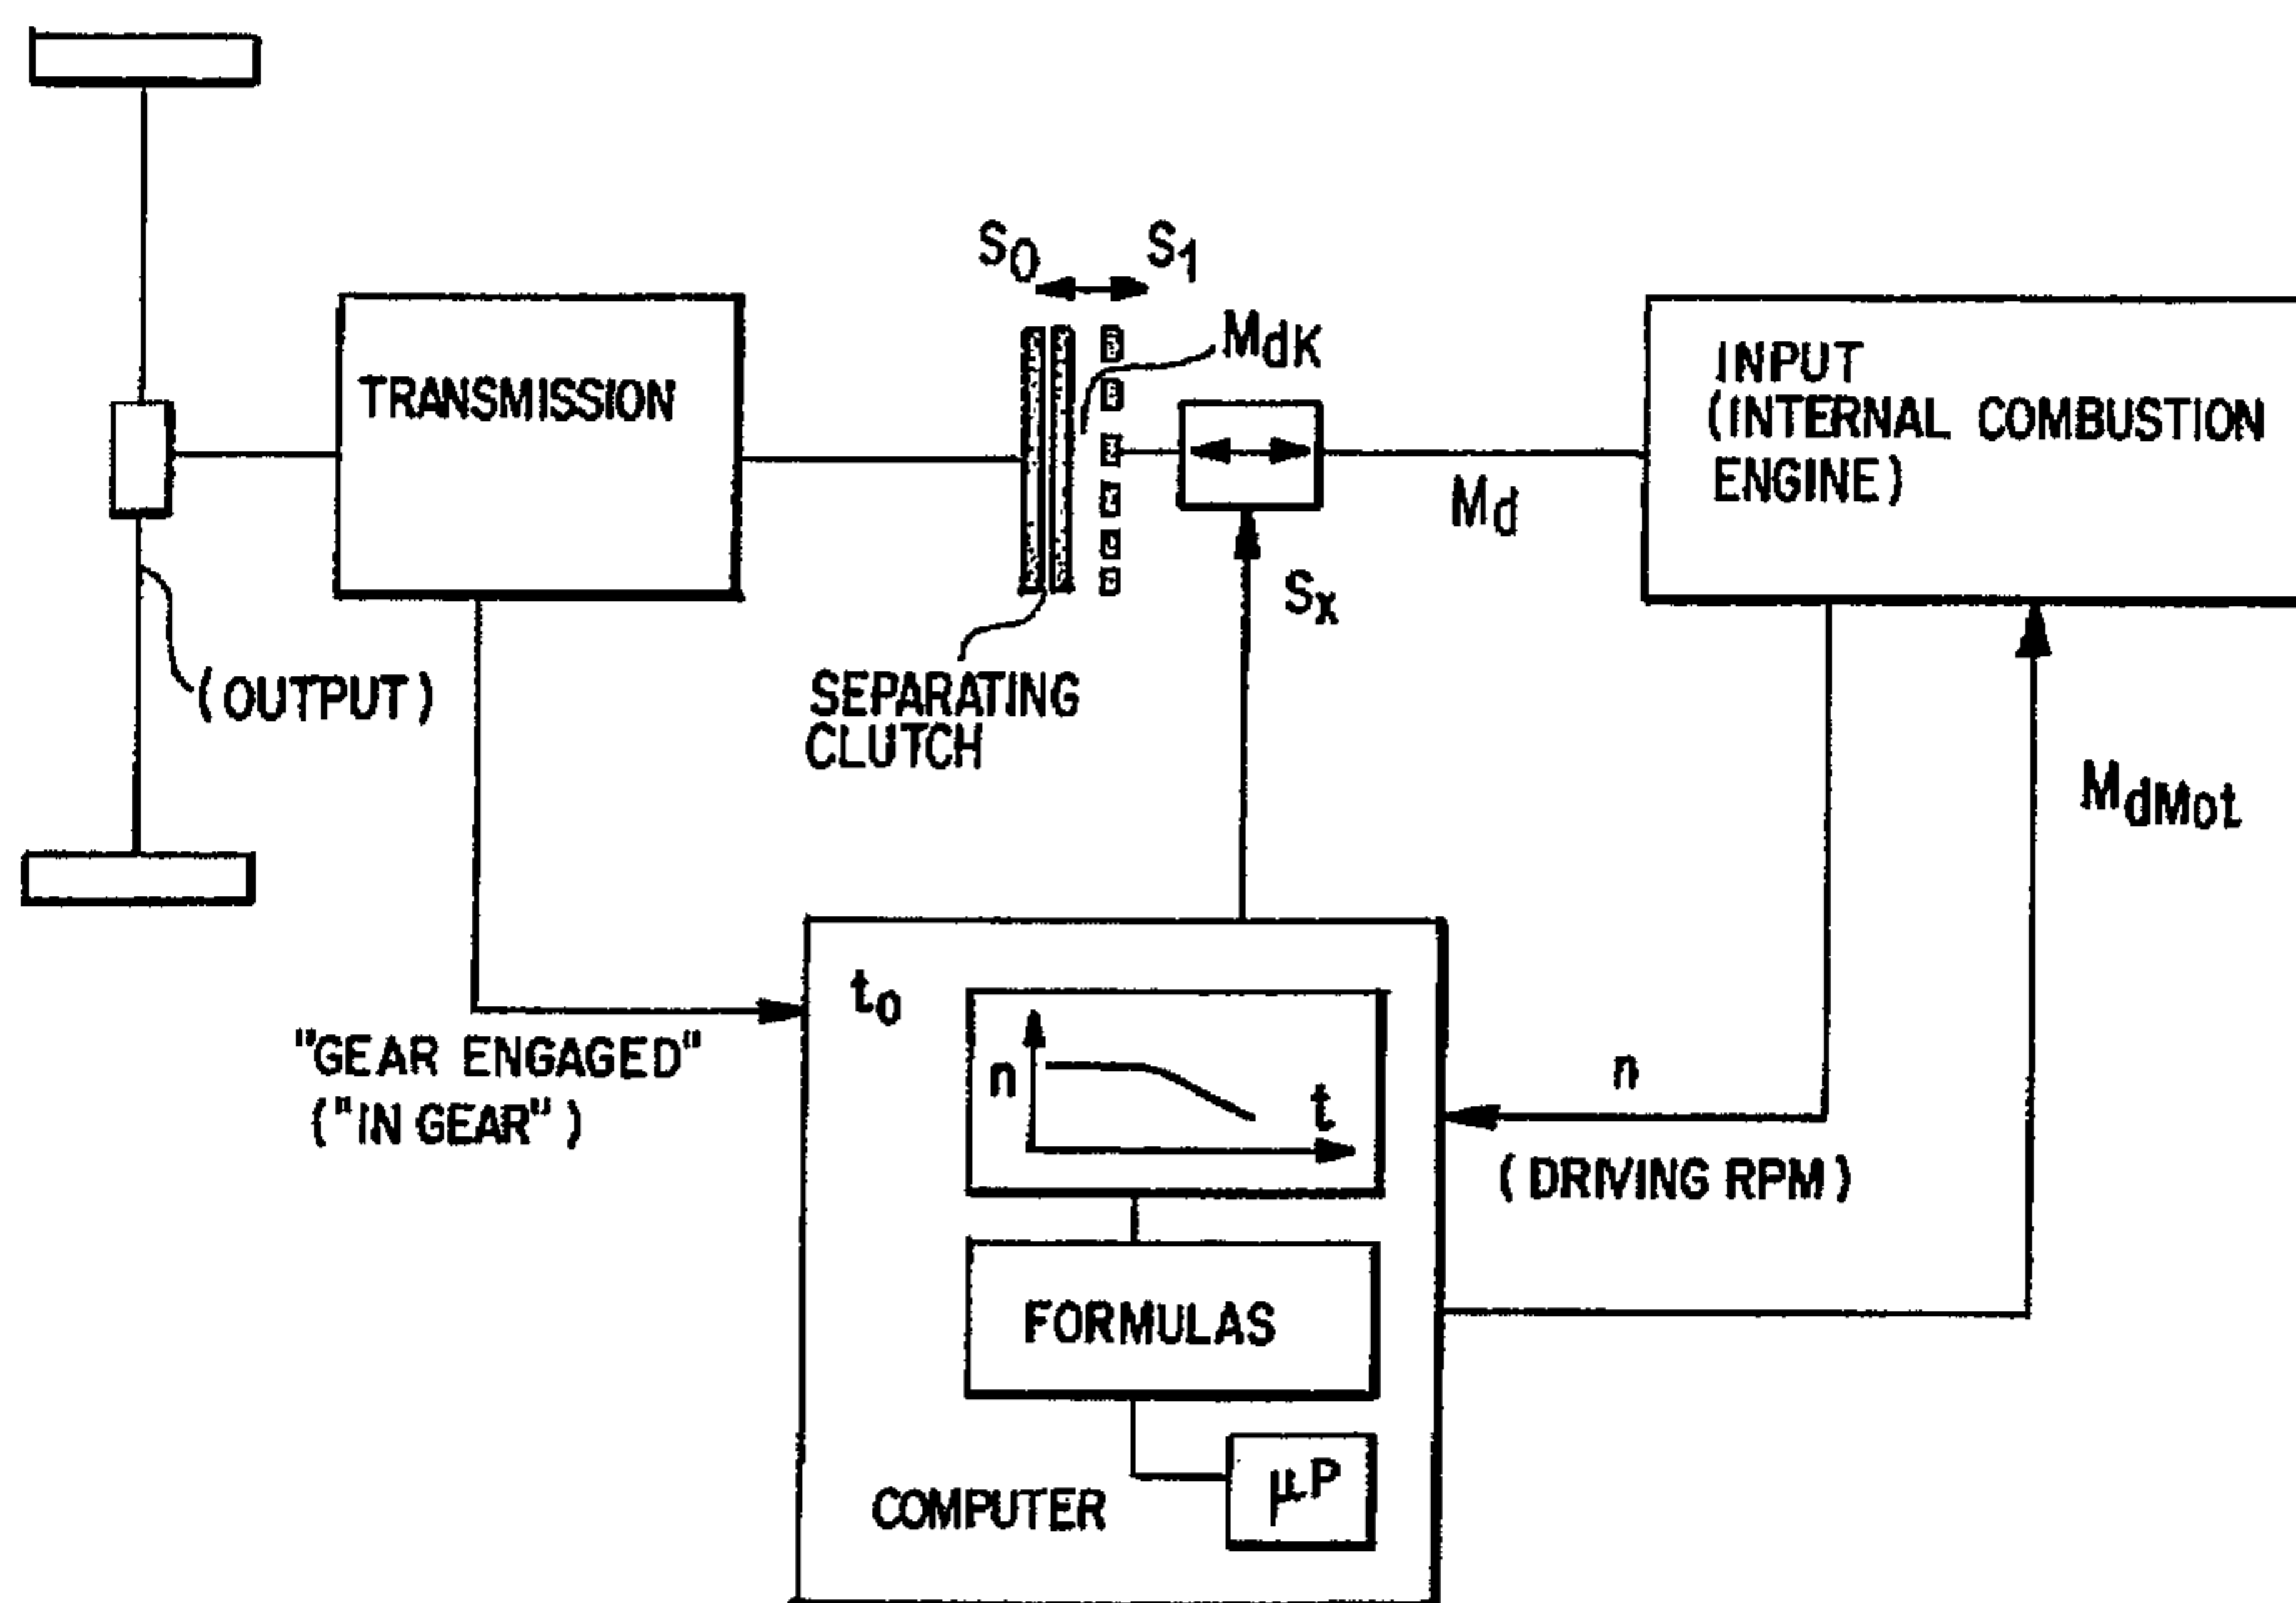 S0 S1
MdK
TRANSMISSION
INPUT
(INTERNAL COMBUSTION
ENGINE)
Md
Sx
(OUTPUT)
SEPARATING
CLUTCH
MdMot
t0
"GEAR ENGAGED"
("IN GEAR")
n
t
n
(DRIVING RPM)
FORMULAS
COMPUTER
μP